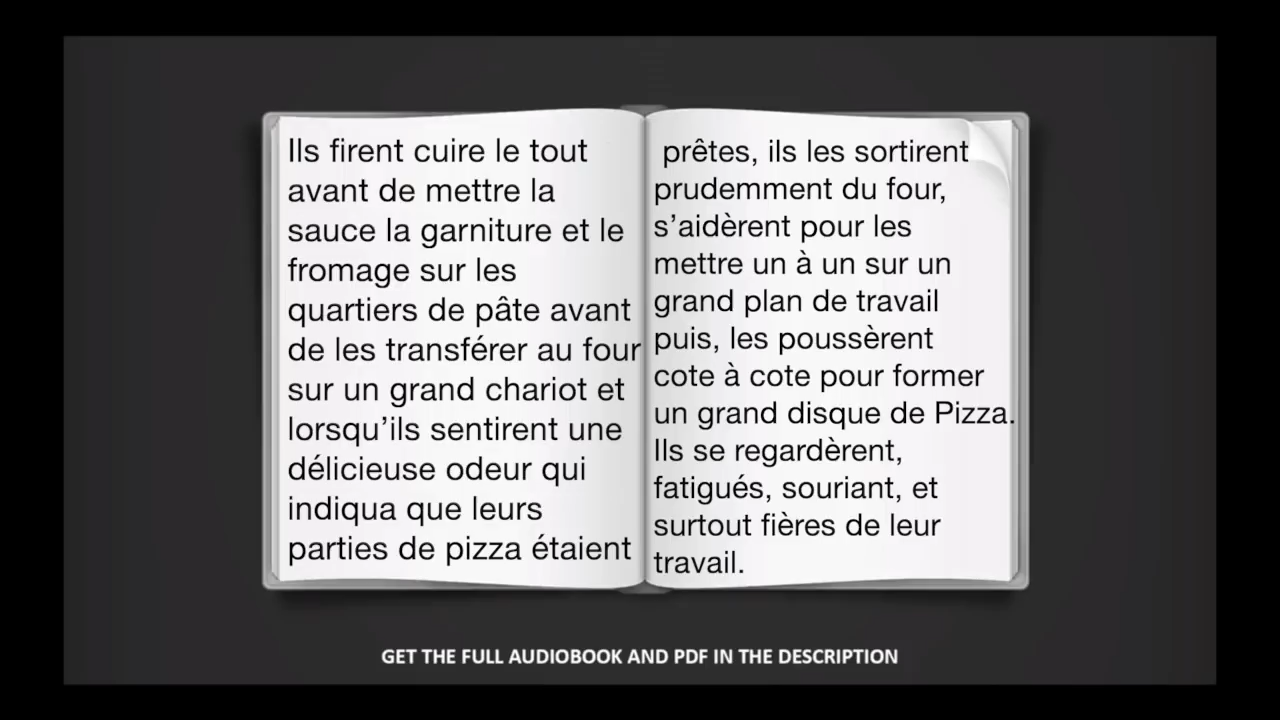 Ils firent cuire le tout
avant de mettre la
sauce la garniture et le
fromage sur les
quartiers de pâte avant
de les transférer au four
sur un grand chariot et
lorsqu’ils sentirent une
délicieuse odeur qui
indiqua que leurs
parties de pizza étaient
prêtes, ils les sortirent
prudemment du four,
s’aidèrent pour les
mettre un à un sur un
grand plan de travail
puis, les poussèrent
cote à cote pour former
un grand disque de Pizza.
Ils se regardèrent,
fatigués, souriant, et
surtout fières de leur
travail.
GET THE FULL AUDIOBOOK AND PDF IN THE DESCRIPTION